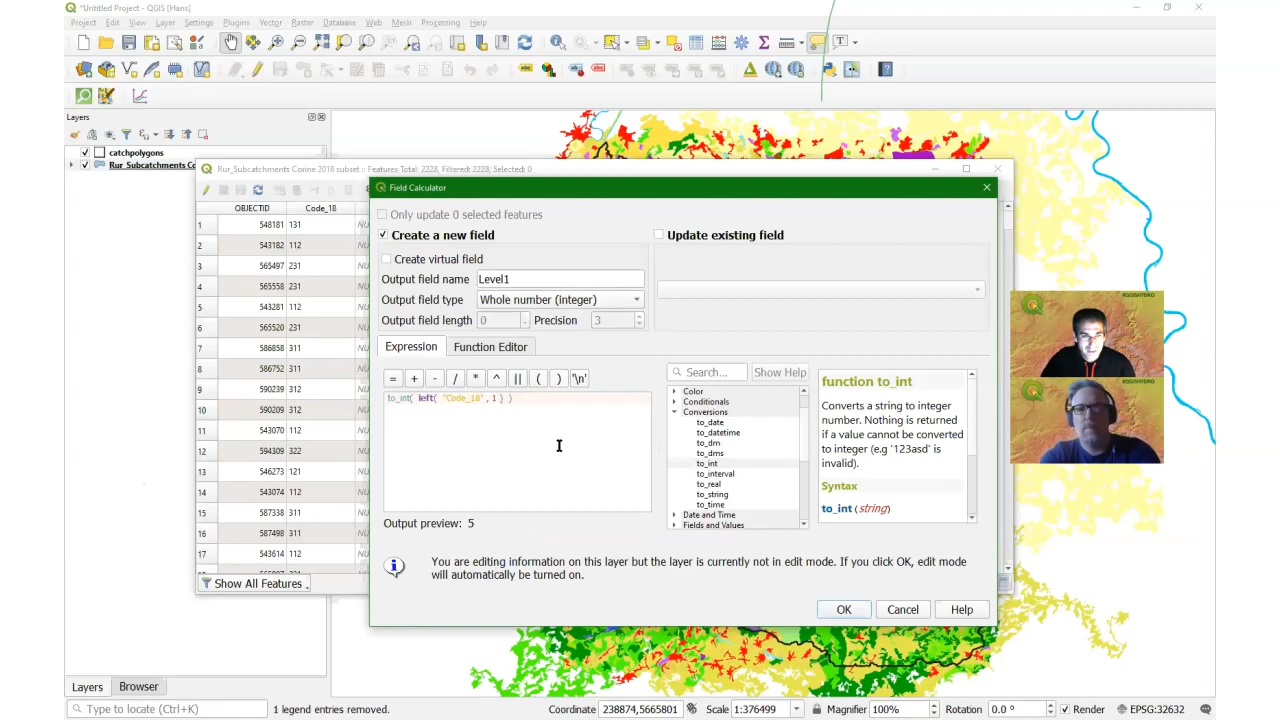 *Untitled Project — QGIS [Hans]
Project Edit View Layer Settings Plugins Vector Raster Database Web Mesh Processing Help
Layers
catchpolygons
Rur_Subcatchments Co
Rur_Subcatchments Conne 2018 subset :: Features Total: 2228, Filtered: 2228, Selected: 0
OBJECTID Code_18
1 548181 131
2 543182 112
3 565497 231
4 565558 231
5 543281 112
6 565520 231
7 586858 311
8 586752 311
9 590239 312
10 590209 312
11 543070 112
12 594309 322
13 546273 121
14 543074 112
15 587338 311
16 587498 311
17 543614 112
Show All Features
Field Calculator
Only update 0 selected features
Create a new field
Update existing field
Create virtual field
Output field name Level1
Output field type Whole number (integer)
Output field length 0 Precision 3
Expression Function Editor
= + - / * ^ || ( ) '\n'
Search... Show Help
to_int( left( "Code_18" , 1 ) )
Color
Conditionals
Conversions
to_date
to_datetime
to_dm
to_dms
to_int
to_interval
to_real
to_string
to_time
Date and Time
Fields and Values
function to_int
Converts a string to integer
number. Nothing is returned
if a value cannot be converted
to integer (e.g '123asd' is
invalid).
Syntax
to_int (string)
Output preview: 5
You are editing information on this layer but the layer is currently not in edit mode. If you click OK, edit mode
will automatically be turned on.
OK Cancel Help
#QGISHYDRO
#QGISHYDRO
Layers Browser
Type to locate (Ctrl+K) 1 legend entries removed. Coordinate 238874,5665801 Scale 1:376499 Magnifier 100% Rotation 0.0 ° Render EPSG:32632